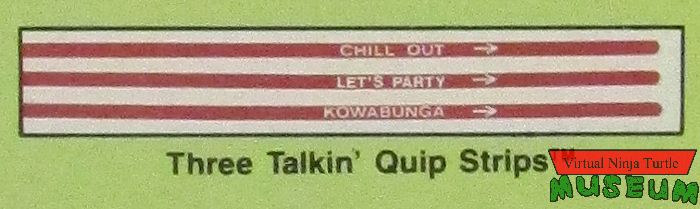 CHILL OUT →
LET'S PARTY →
KOWABUNGA →
Three Talkin' Quip Strips™
Virtual Ninja Turtle
MUSEUM